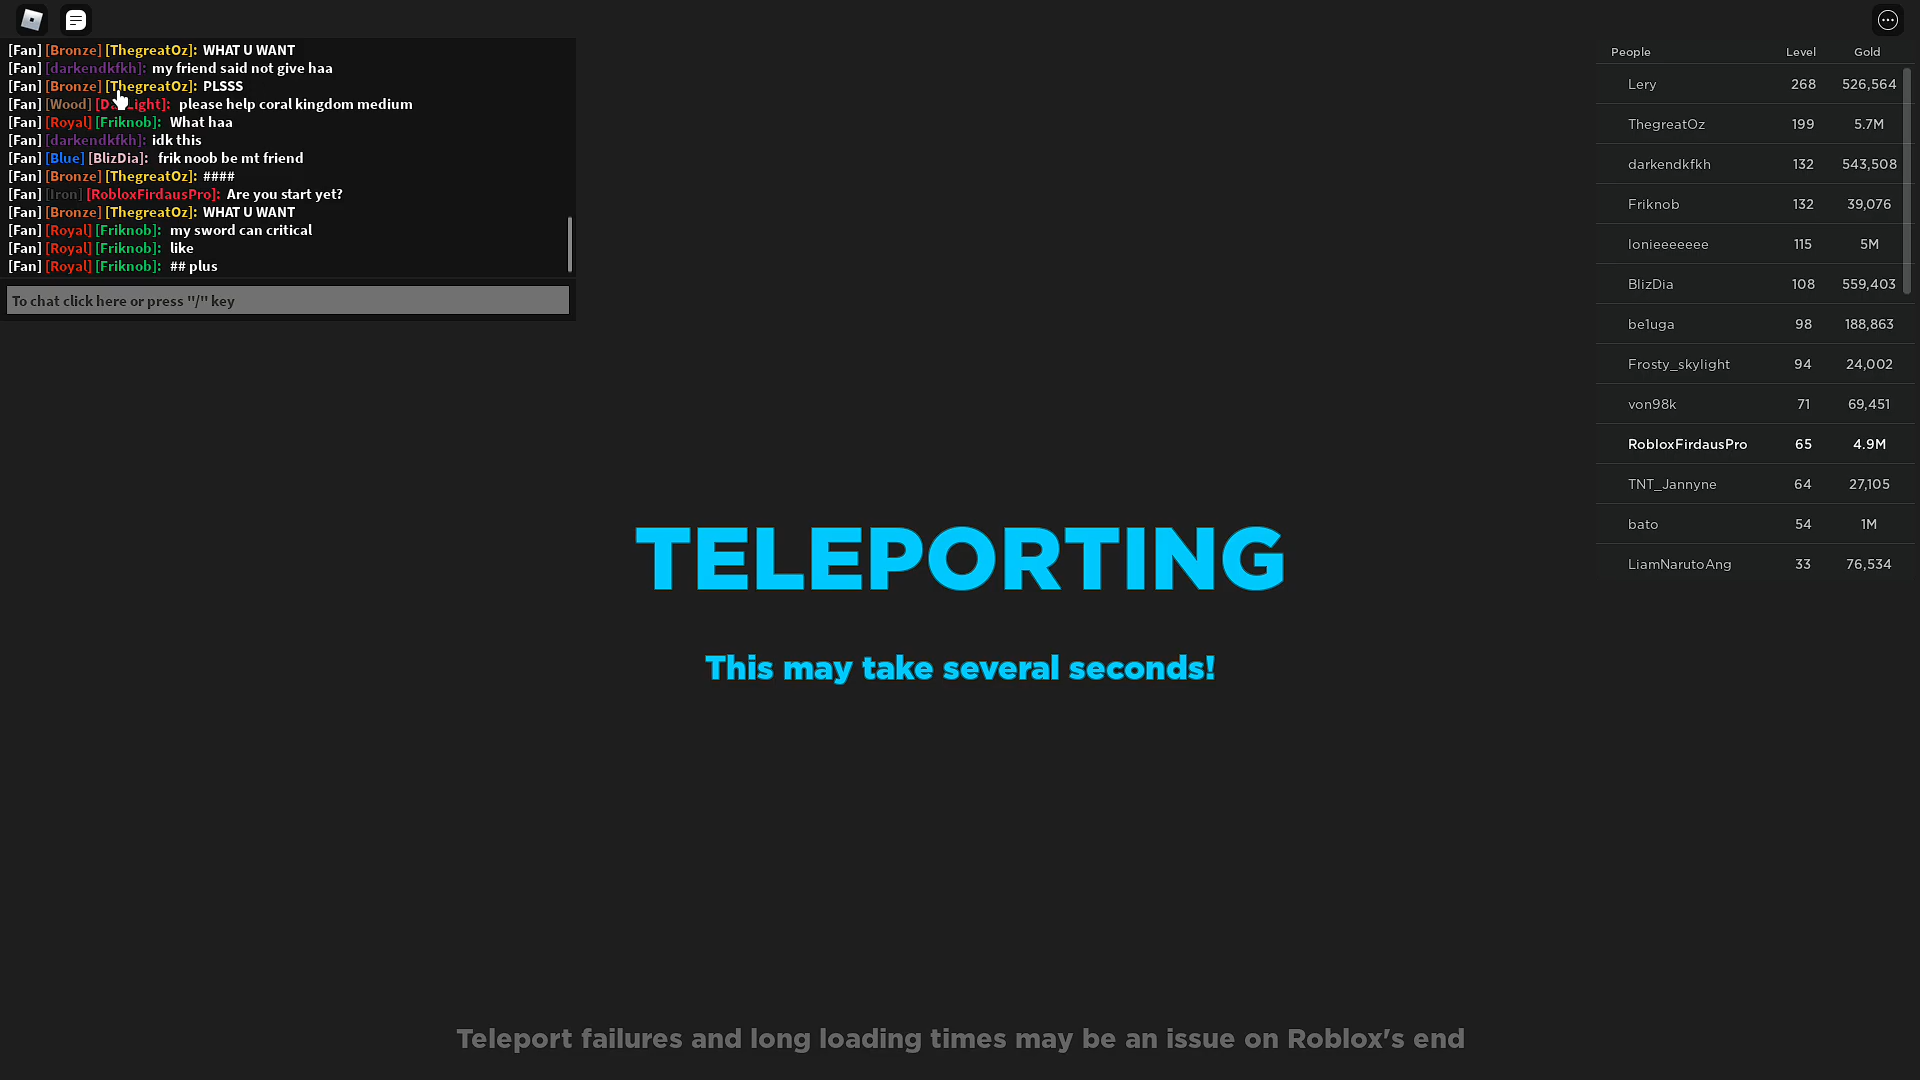 [Fan] [Bronze] [ThegreatOz]: WHAT U WANT
[Fan] [darkendkfkh]: my friend said not give haa
[Fan] [Bronze] [ThegreatOz]: PLSSS
[Fan] [Wood] please help coral kingdom medium
[Fan] [Royal] [Friknob]: What haa
[Fan] [darkendkfkh]: idk this
[Fan] [Blue] [BlizDia]: frik noob be mt friend
[Fan] [Bronze] [ThegreatOz]: ####
[Fan] [Iron] [RobloxFirdausPro]: Are you start yet?
[Fan] [Bronze] [ThegreatOz]: WHAT U WANT
[Fan] [Royal] [Friknob]: my sword can critical
[Fan] [Royal] [Friknob]: like
[Fan] [Royal] [Friknob]: ## plus
To chat click here or press "/" key
People Level Gold
Lery 268 526,564
ThegreatOz 199 5.7M
darkendkfkh 132 543,508
Friknob 132 39,076
lonieeeeeee 115 5M
BlizDia 108 559,403
be1uga 98 188,863
Frosty_skylight 94 24,002
von98k 71 69,451
RobloxFirdausPro 65 4.9M
TNT_Jannyne 64 27,105
bato 54 1M
LiamNarutoAng 33 76,534
TELEPORTING
This may take several seconds!
Teleport failures and long loading times may be an issue on Roblox's end